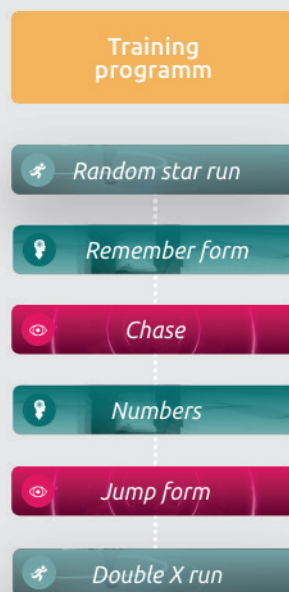 Training
programm
Random star run
Remember form
Chase
Numbers
Jump form
Double X run